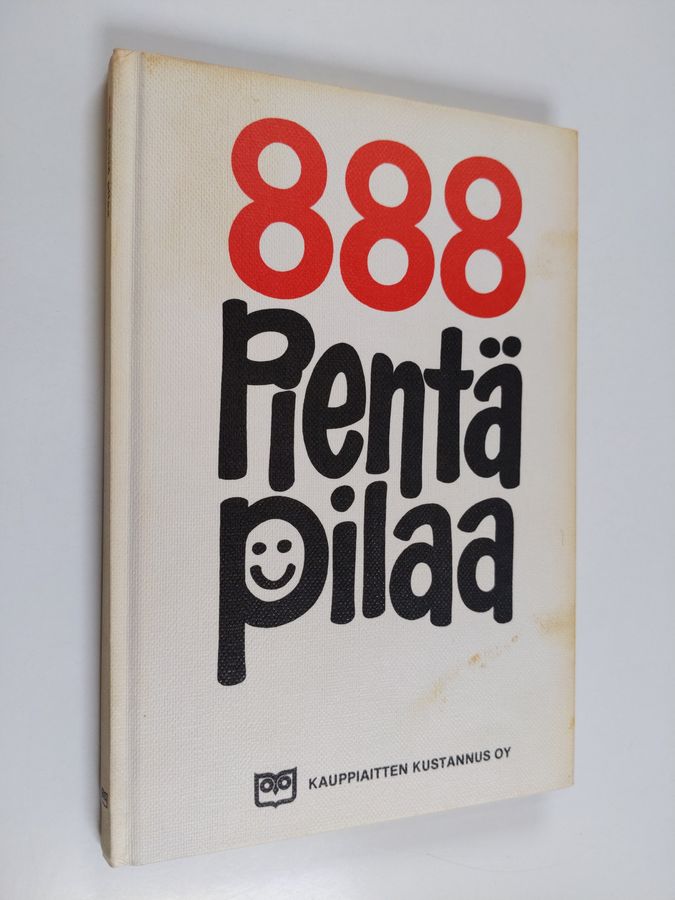 888
Pientä
pilaa
KAUPPIAITTEN KUSTANNUS OY